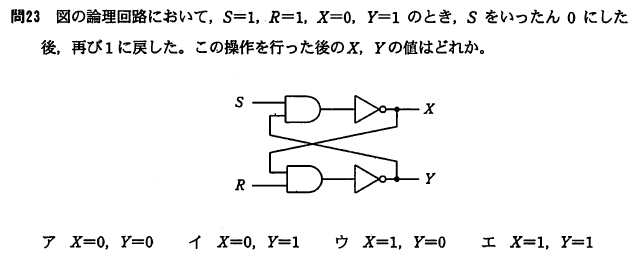 問23 図の論理回路において，S=1，R=1，X=0，Y=1 のとき，S をいったん 0 にした
後，再び1に戻した。この操作を行った後のX，Yの値はどれか。
S
X
R
Y
ア X=0，Y=0 イ X=0，Y=1 ウ X=1，Y=0 エ X=1，Y=1